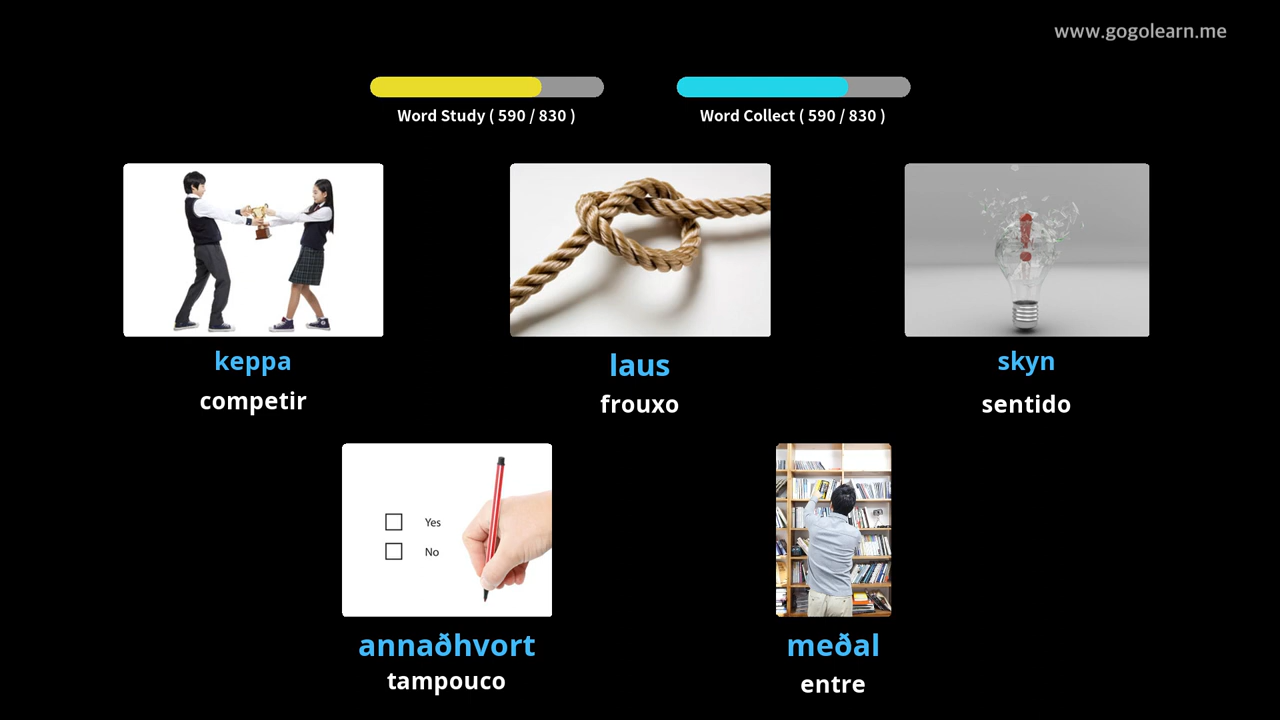 www.gogolearn.me
Word Study ( 590 / 830 )
Word Collect ( 590 / 830 )
keppa
competir
laus
frouxo
skyn
sentido
Yes
No
annaðhvort
tampouco
meðal
entre